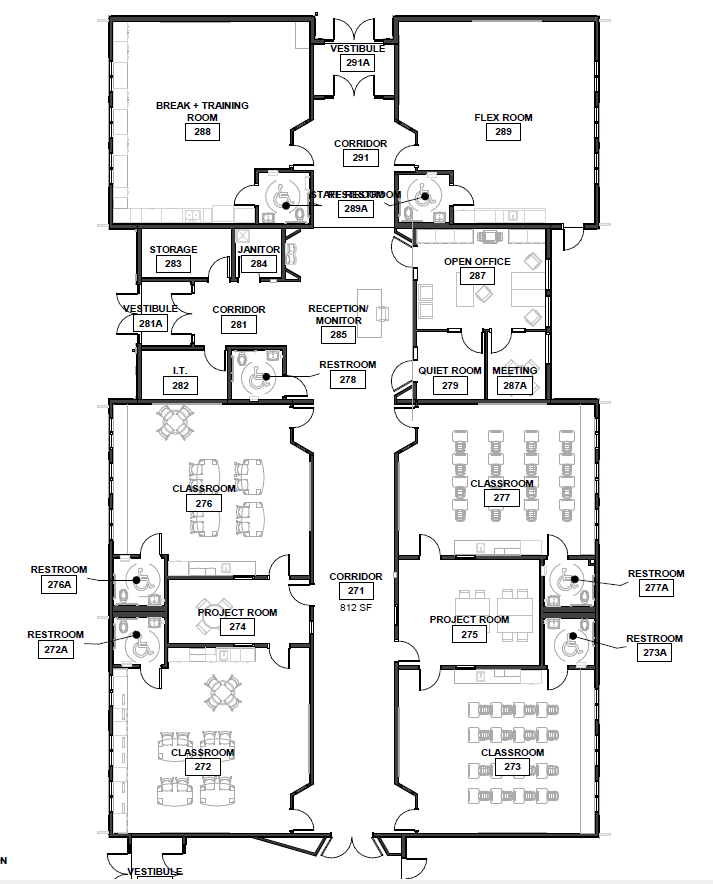 VESTIBULE
291A
BREAK + TRAINING
ROOM
288
FLEX ROOM
289
CORRIDOR
291
STAFF RESTROOM
RESTROOM
289A
STORAGE
283
JANITOR
284
OPEN OFFICE
287
VESTIBULE
281A
CORRIDOR
281
RECEPTION/
MONITOR
285
I.T.
282
RESTROOM
278
QUIET ROOM
279
MEETING
287A
CLASSROOM
276
CLASSROOM
277
RESTROOM
276A
CORRIDOR
271
812 SF
RESTROOM
277A
PROJECT ROOM
274
PROJECT ROOM
275
RESTROOM
272A
RESTROOM
273A
CLASSROOM
272
CLASSROOM
273
N
VESTIBULE